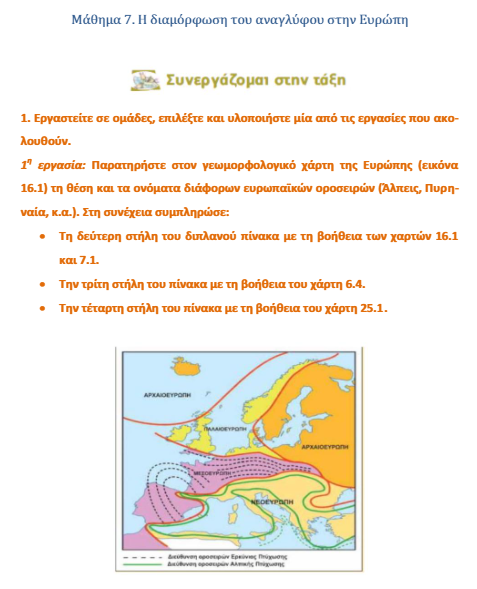 Μάθημα 7. Η διαμόρφωση του αναγλύφου στην Ευρώπη
Συνεργάζομαι στην τάξη
1. Εργαστείτε σε ομάδες, επιλέξτε και υλοποιήστε μία από τις εργασίες που ακο-
λουθούν.
1η εργασία: Παρατηρήστε στον γεωμορφολογικό χάρτη της Ευρώπης (εικόνα
16.1) τη θέση και τα ονόματα διάφορων ευρωπαϊκών οροσειρών (Άλπεις, Πυρη-
ναία, κ.α.). Στη συνέχεια συμπληρώσε:
• Τη δεύτερη στήλη του διπλανού πίνακα με τη βοήθεια των χαρτών 16.1
και 7.1.
• Την τρίτη στήλη του πίνακα με τη βοήθεια του χάρτη 6.4.
• Την τέταρτη στήλη του πίνακα με τη βοήθεια του χάρτη 25.1.
ΑΡΧΑΙΟΕΥΡΩΠΗ
ΠΑΛΑΙΟΕΥΡΩΠΗ
ΑΡΧΑΙΟΕΥΡΩΠΗ
ΜΕΣΟΕΥΡΩΠΗ
ΝΕΟΕΥΡΩΠΗ
Διεύθυνση οροσειρών Ερκύνιας Πτύχωσης
Διεύθυνση οροσειρών Αλπικής Πτύχωσης